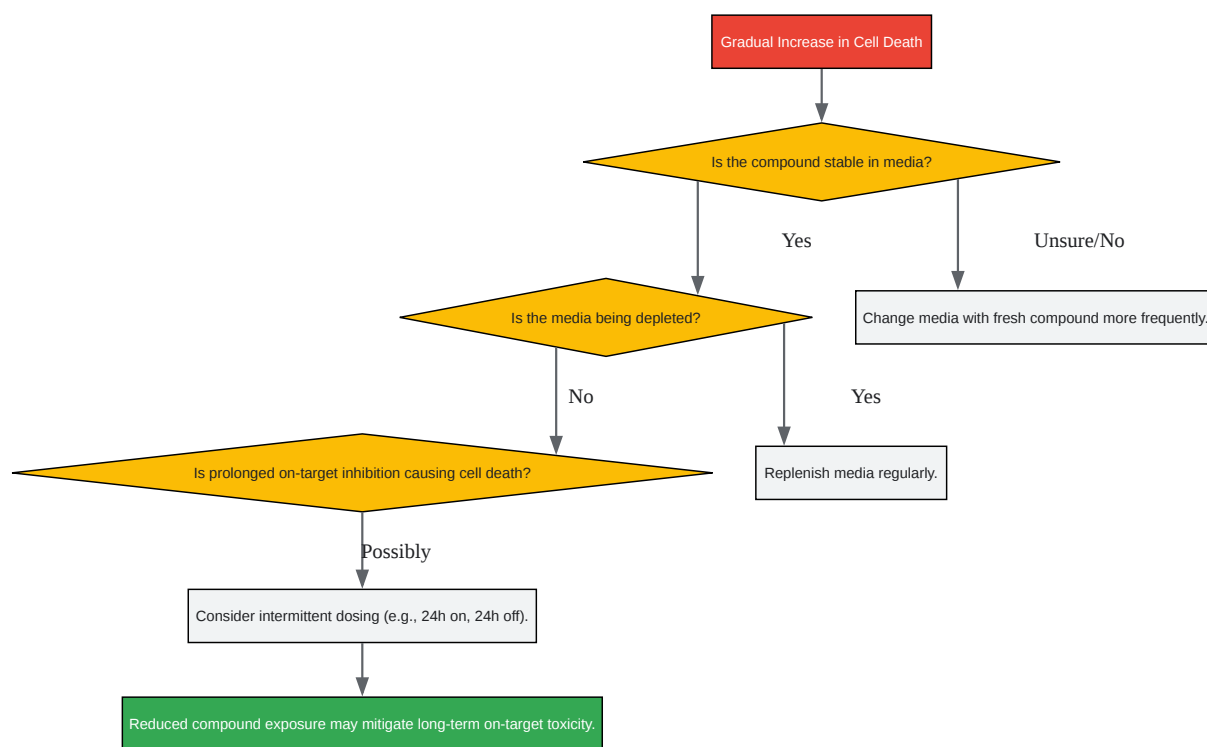 Gradual Increase in Cell Death
Is the compound stable in media?
Yes
Unsure/No
Is the media being depleted?
Change media with fresh compound more frequently.
No
Yes
Is prolonged on-target inhibition causing cell death?
Replenish media regularly.
Possibly
Consider intermittent dosing (e.g., 24h on, 24h off).
Reduced compound exposure may mitigate long-term on-target toxicity.